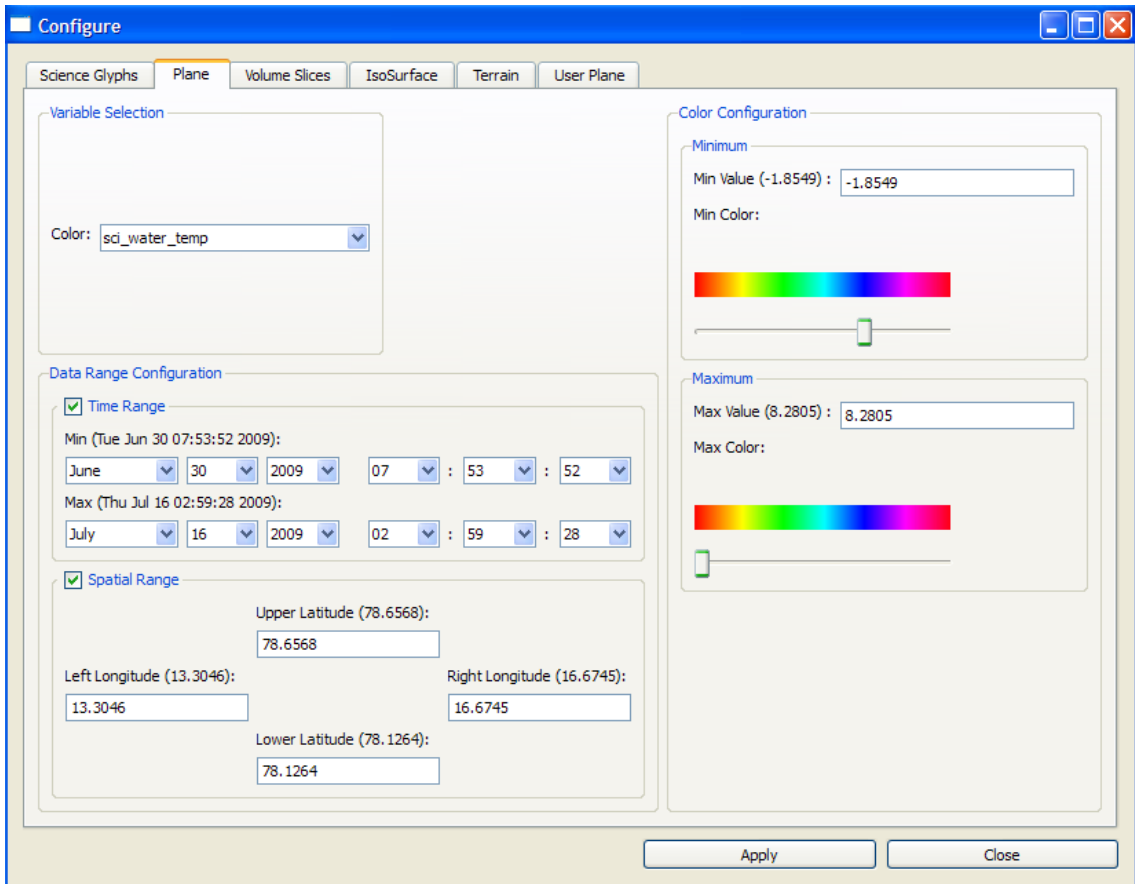 Configure
Science Glyphs Plane Volume Slices IsoSurface Terrain User Plane
Variable Selection
Color: sci_water_temp
Data Range Configuration
Time Range
Min (Tue Jun 30 07:53:52 2009):
June 30 2009 07 : 53 : 52
Max (Thu Jul 16 02:59:28 2009):
July 16 2009 02 : 59 : 28
Spatial Range
Upper Latitude (78.6568):
78.6568
Left Longitude (13.3046): Right Longitude (16.6745):
13.3046 16.6745
Lower Latitude (78.1264):
78.1264
Color Configuration
Minimum
Min Value (-1.8549) : -1.8549
Min Color:
Maximum
Max Value (8.2805) : 8.2805
Max Color:
Apply Close